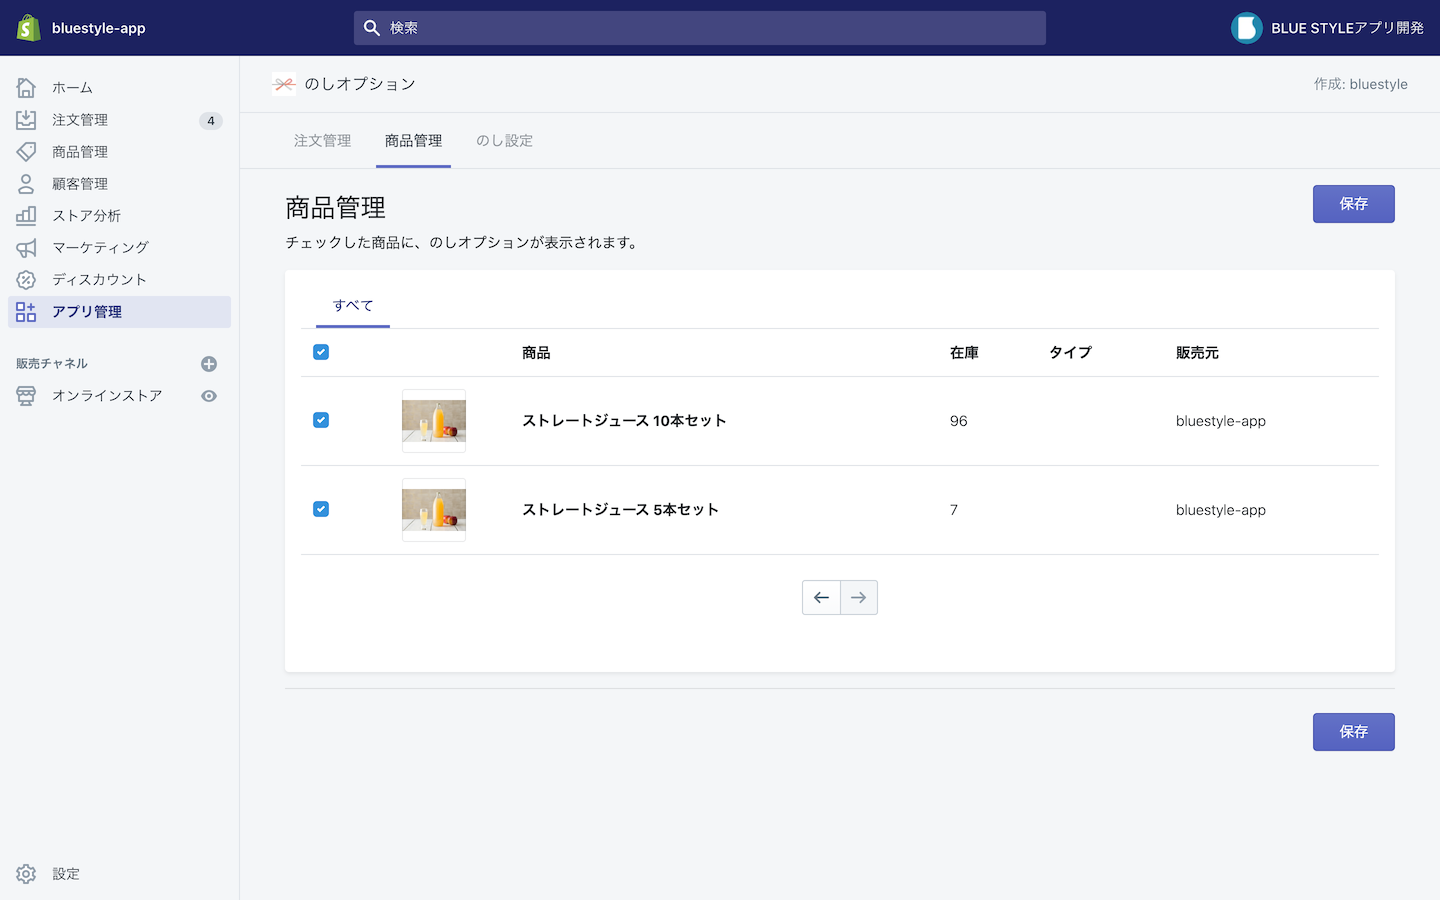 bluestyle-app
検索
BLUE STYLEアプリ開発
ホーム
注文管理 4
商品管理
顧客管理
ストア分析
マーケティング
ディスカウント
アプリ管理
販売チャネル
オンラインストア
設定
のしオプション
作成: bluestyle
注文管理 商品管理 のし設定
商品管理
保存
チェックした商品に、のしオプションが表示されます。
すべて
商品 在庫 タイプ 販売元
ストレートジュース 10本セット 96 bluestyle-app
ストレートジュース 5本セット 7 bluestyle-app
保存